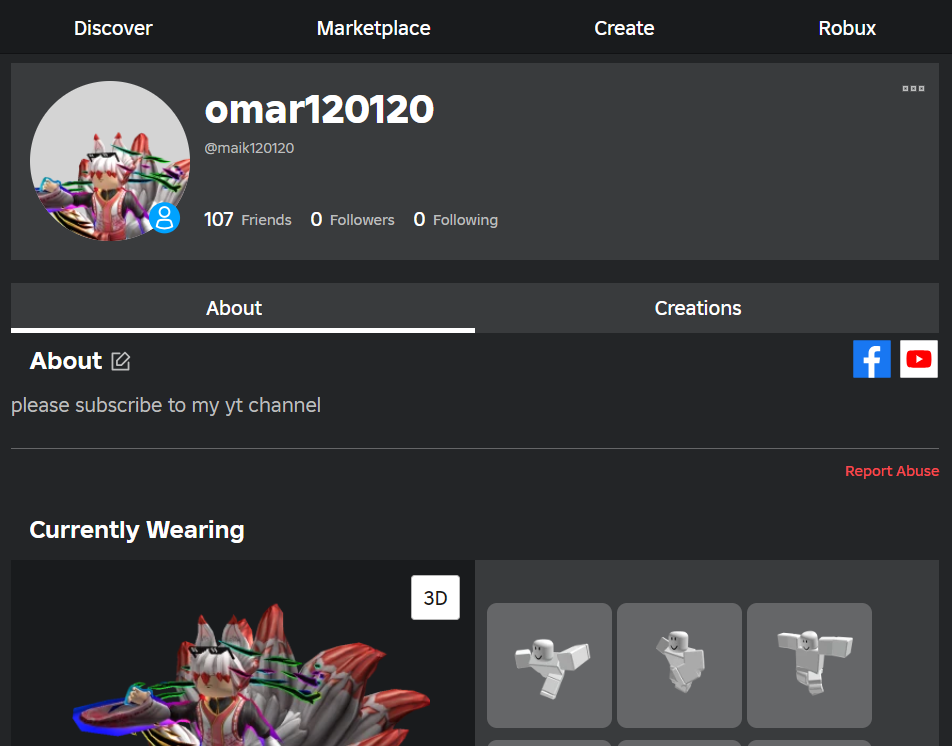 Discover Marketplace Create Robux
omar120120
@maik120120
107 Friends 0 Followers 0 Following
About Creations
About
please subscribe to my yt channel
Report Abuse
Currently Wearing
3D